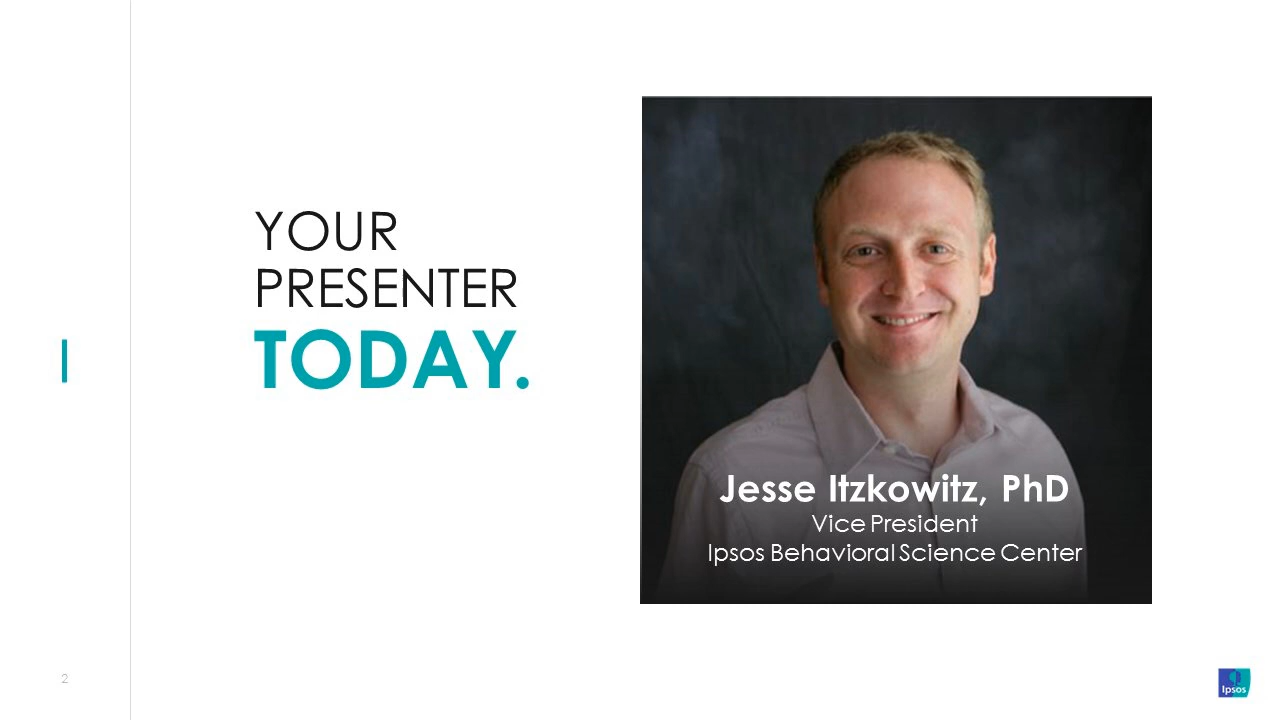 YOUR
PRESENTER
TODAY.
Jesse Itzkowitz, PhD
Vice President
Ipsos Behavioral Science Center
2
Ipsos